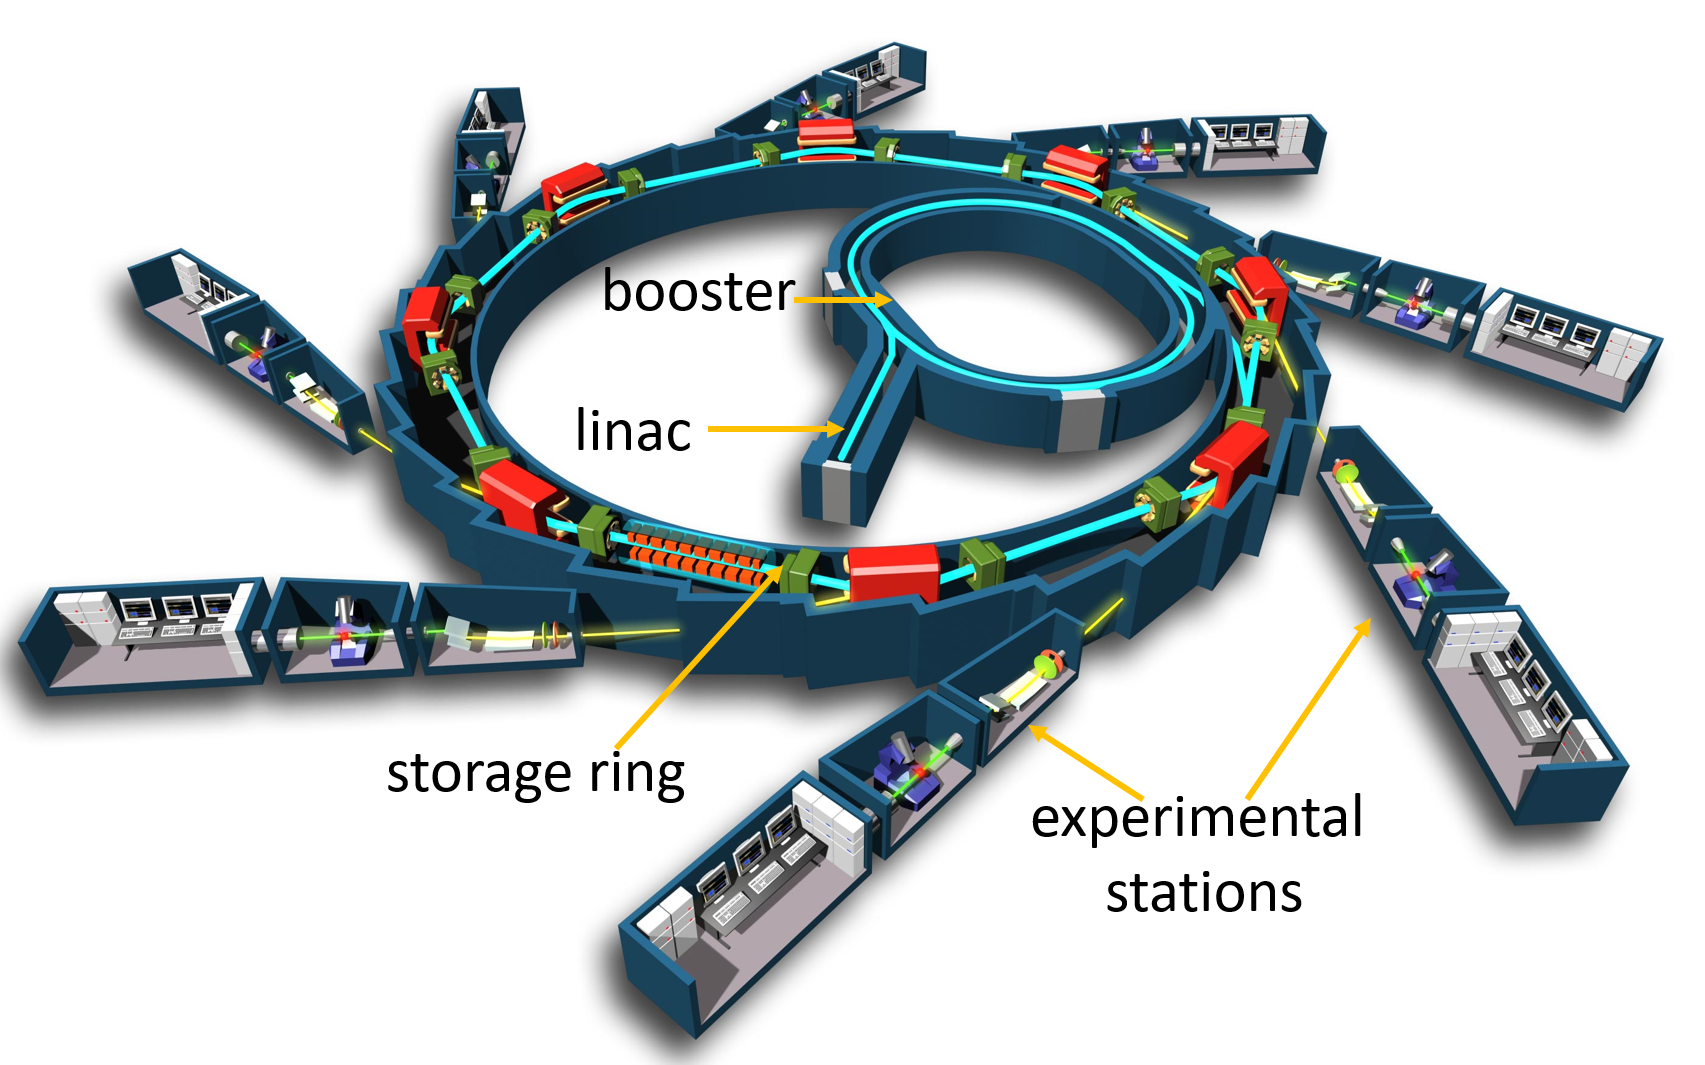 booster
linac
storage ring
experimental
stations